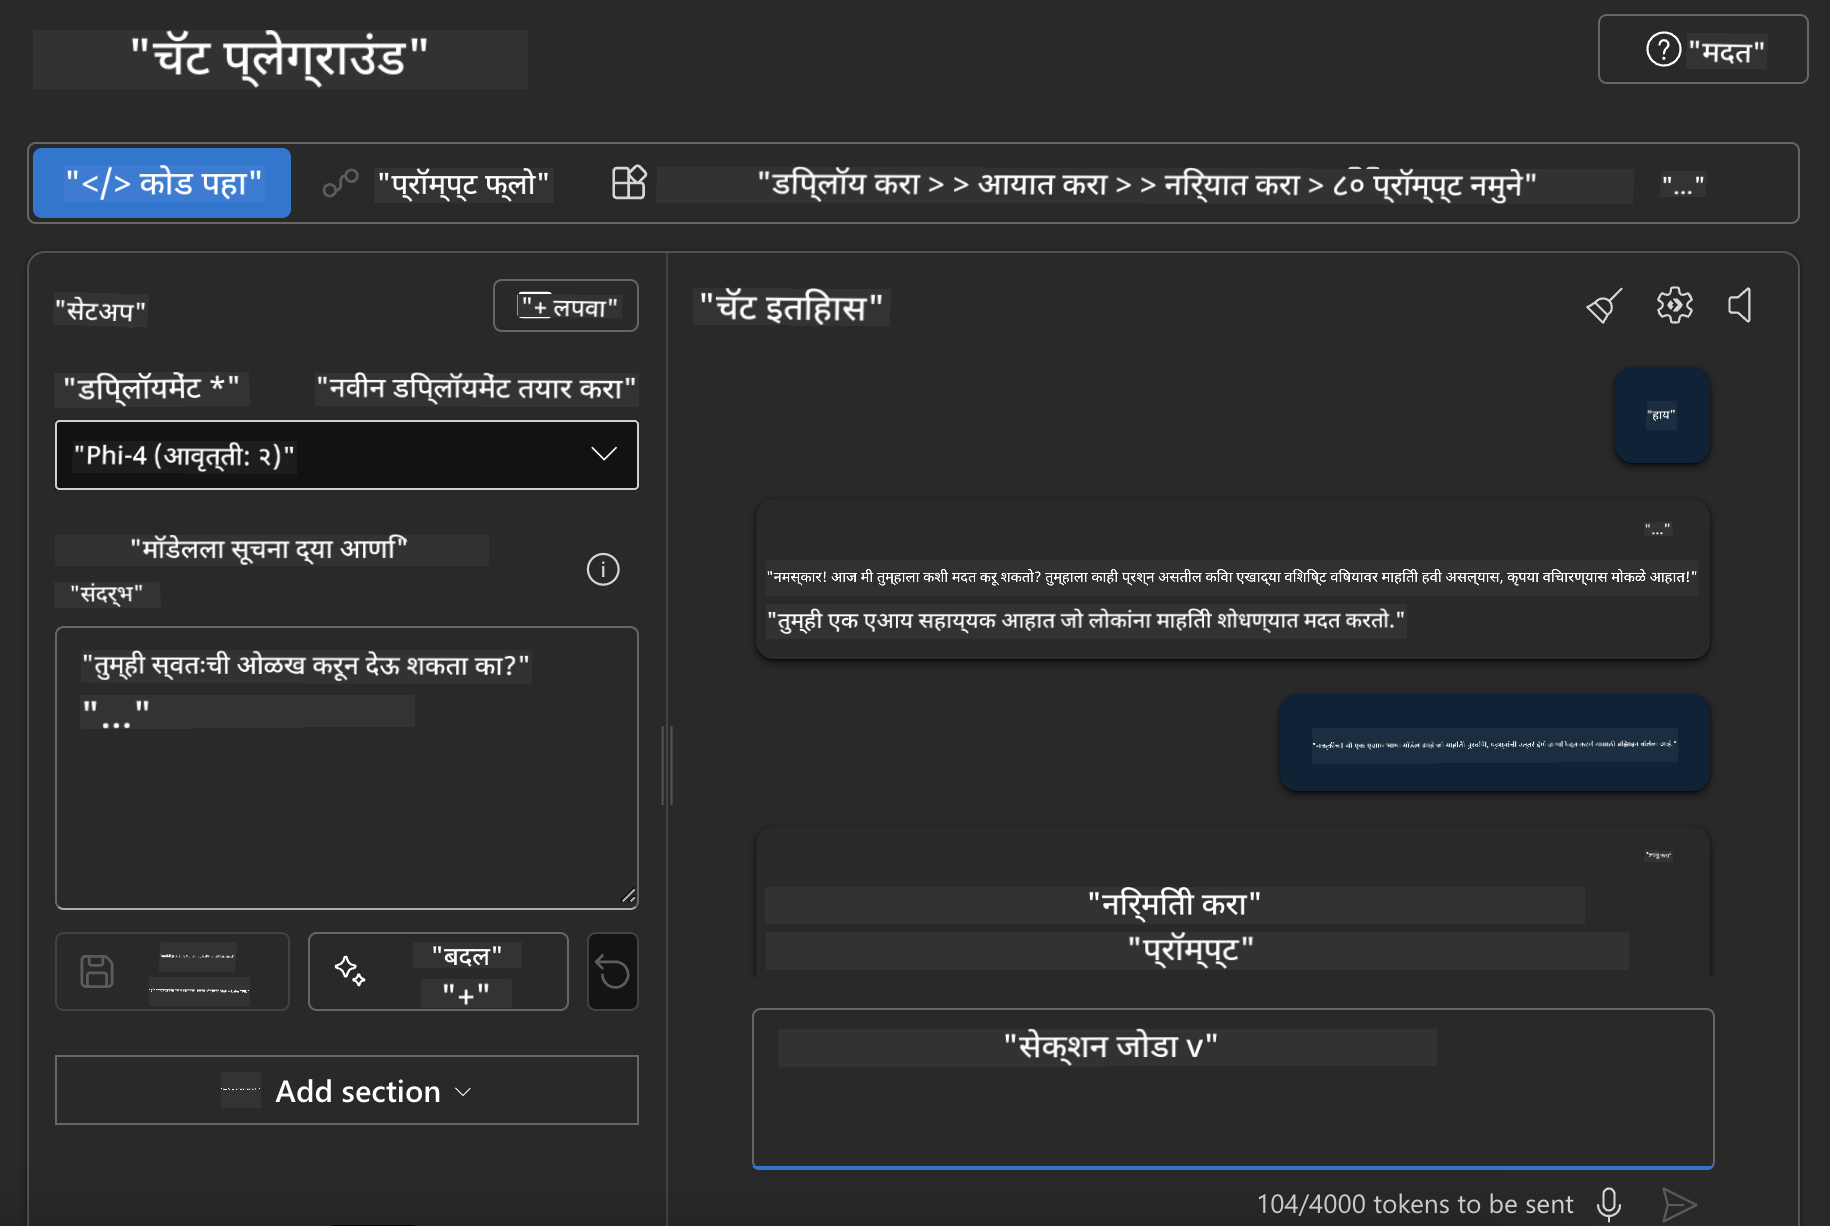 "चॅट प्लेग्राउंड"
"मदत"
"</> कोड पहा"
"प्रॉम्प्ट फ्लो"
"डिप्लॉय करा > > आयात करा > > निर्यात करा > ८० प्रॉम्प्ट नमुने"
"..."
"सेटअप"
"+ लपवा"
"डिप्लॉयमेंट *"
"नवीन डिप्लॉयमेंट तयार करा"
"Phi-4 (आवृत्ती: २)"
"मॉडेलला सूचना द्या आणि"
"संदर्भ"
"तुम्ही स्वतःची ओळख करून देऊ शकता का?"
"..."
"बदल"
"+"
Add section
"चॅट इतिहास"
"हाय"
"..."
"नमस्कार! आज मी तुम्हाला कशी मदत करू शकतो? तुम्हाला काही प्रश्न असतील किंवा एखाद्या विशिष्ट विषयावर माहिती हवी असल्यास, कृपया विचारण्यास मोकळे आहात!"
"तुम्ही एक एआय सहाय्यक आहात जो लोकांना माहिती शोधण्यात मदत करतो."
"निर्मिती करा"
"प्रॉम्प्ट"
"सेक्शन जोडा v"
104/4000 tokens to be sent